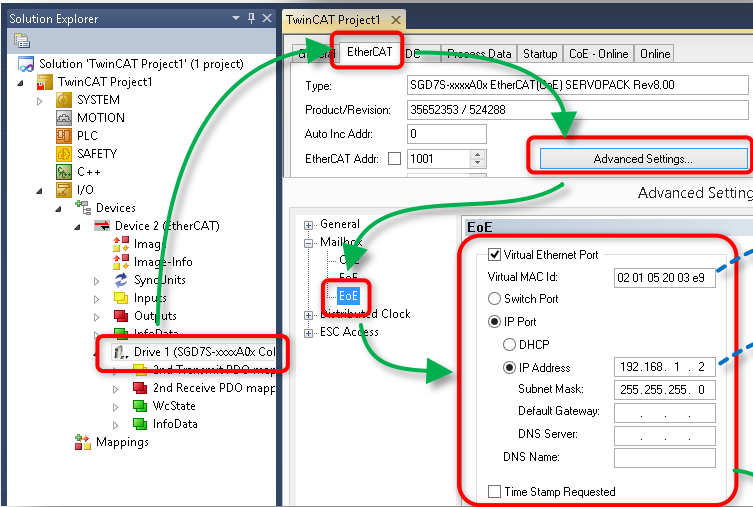 Solution Explorer
Solution 'TwinCAT Project1' (1 project)
TwinCAT Project1
SYSTEM
MOTION
PLC
SAFETY
C++
I/O
Devices
Device 2 (EtherCAT)
Image
Image-Info
SyncUnits
Inputs
Outputs
InfoData
Drive 1 (SGD7S-xxxxA0x Col
2nd Transmit PDO map
2nd Receive PDO mapp
WcState
InfoData
Mappings
TwinCAT Project1
General EtherCAT DC Process Data Startup CoE - Online Online
Type: SGD7S-xxxxA0x EtherCAT(CoE) SERVOPACK Rev8.00
Product/Revision: 35652353 / 524288
Auto Inc Addr: 0
EtherCAT Addr: 1001 Advanced Settings...
Advanced Setting
General
Mailbox
CoE
FoE
EoE
Distributed Clock
ESC Access
EoE
Virtual Ethernet Port
Virtual MAC Id: 02 01 05 20 03 e9
Switch Port
IP Port
DHCP
IP Address 192.168. 1 . 2
Subnet Mask: 255.255.255. 0
Default Gateway: . . .
DNS Server: . . .
DNS Name:
Time Stamp Requested